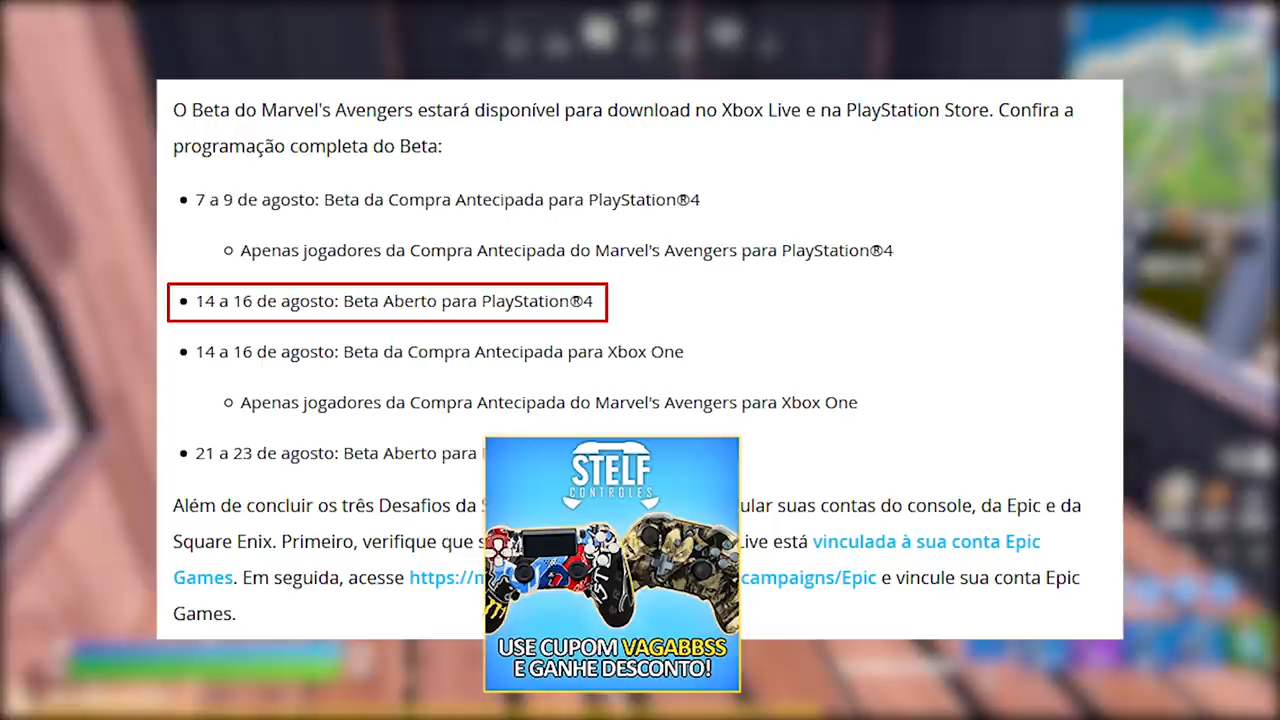 O Beta do Marvel's Avengers estará disponível para download no Xbox Live e na PlayStation Store. Confira a
programação completa do Beta:
• 7 a 9 de agosto: Beta da Compra Antecipada para PlayStation®4
○ Apenas jogadores da Compra Antecipada do Marvel's Avengers para PlayStation®4
• 14 a 16 de agosto: Beta Aberto para PlayStation®4
• 14 a 16 de agosto: Beta da Compra Antecipada para Xbox One
○ Apenas jogadores da Compra Antecipada do Marvel's Avengers para Xbox One
• 21 a 23 de agosto: Beta Aberto para
Além de concluir os três Desafios da ular suas contas do console, da Epic e da
Square Enix. Primeiro, verifique que Live está vinculada à sua conta Epic
Games. Em seguida, acesse https://m campaigns/Epic e vincule sua conta Epic
Games.
STELF
CONTROLES
USE CUPOM VAGABBSS
E GANHE DESCONTO!